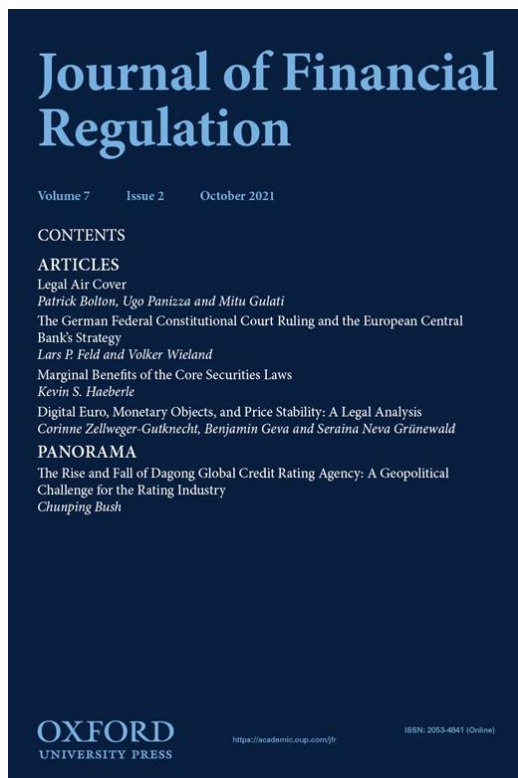 Journal of Financial
Regulation
Volume 7 Issue 2 October 2021
CONTENTS
ARTICLES
Legal Air Cover
Patrick Bolton, Ugo Panizza and Mitu Gulati
The German Federal Constitutional Court Ruling and the European Central
Bank's Strategy
Lars P. Feld and Volker Wieland
Marginal Benefits of the Core Securities Laws
Kevin S. Haeberle
Digital Euro, Monetary Objects, and Price Stability: A Legal Analysis
Corinne Zellweger-Gutknecht, Benjamin Geva and Seraina Neva Grünewald
PANORAMA
The Rise and Fall of Dagong Global Credit Rating Agency: A Geopolitical
Challenge for the Rating Industry
Chunping Bush
OXFORD
UNIVERSITY PRESS
https://academic.oup.com/jfr
ISSN: 2053-4841 (Online)